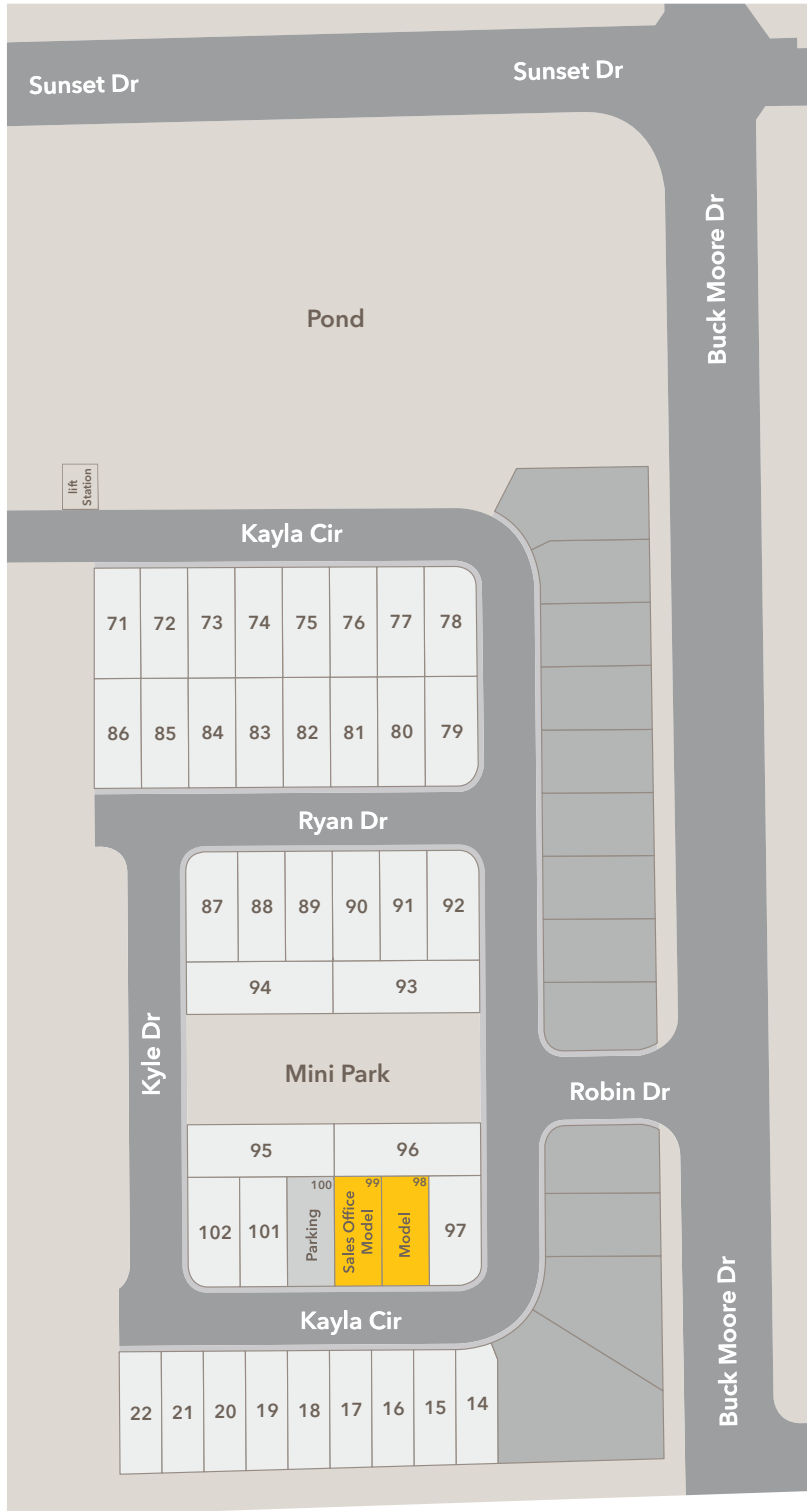 Sunset Dr
Sunset Dr
Buck Moore Dr
Pond
lift
Station
Kayla Cir
71 72 73 74 75 76 77 78
86 85 84 83 82 81 80 79
Ryan Dr
87 88 89 90 91 92
94 93
Kyle Dr
Mini Park
Robin Dr
95 96
100 99 98
102 101 Parking Sales Office
Model
Model 97
Kayla Cir
Buck Moore Dr
22 21 20 19 18 17 16 15 14